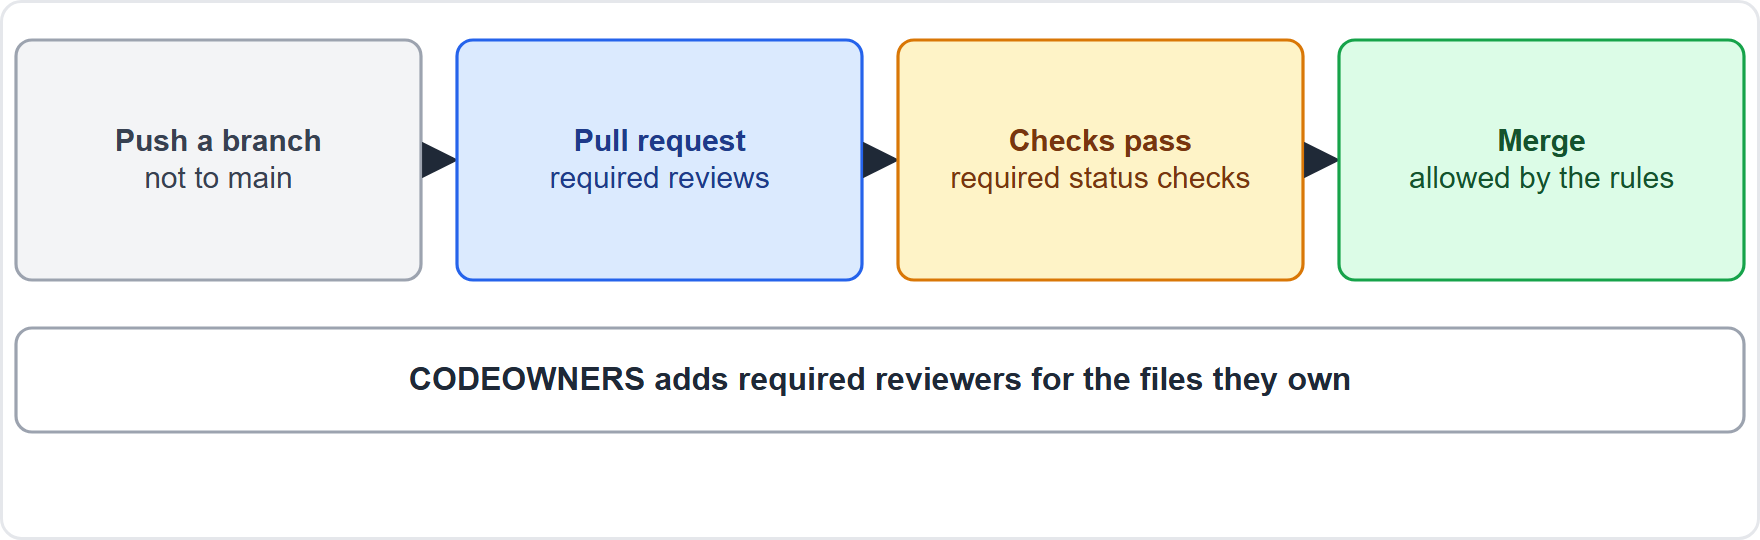 Push a branch
not to main
Pull request
required reviews
Checks pass
required status checks
Merge
allowed by the rules
CODEOWNERS adds required reviewers for the files they own